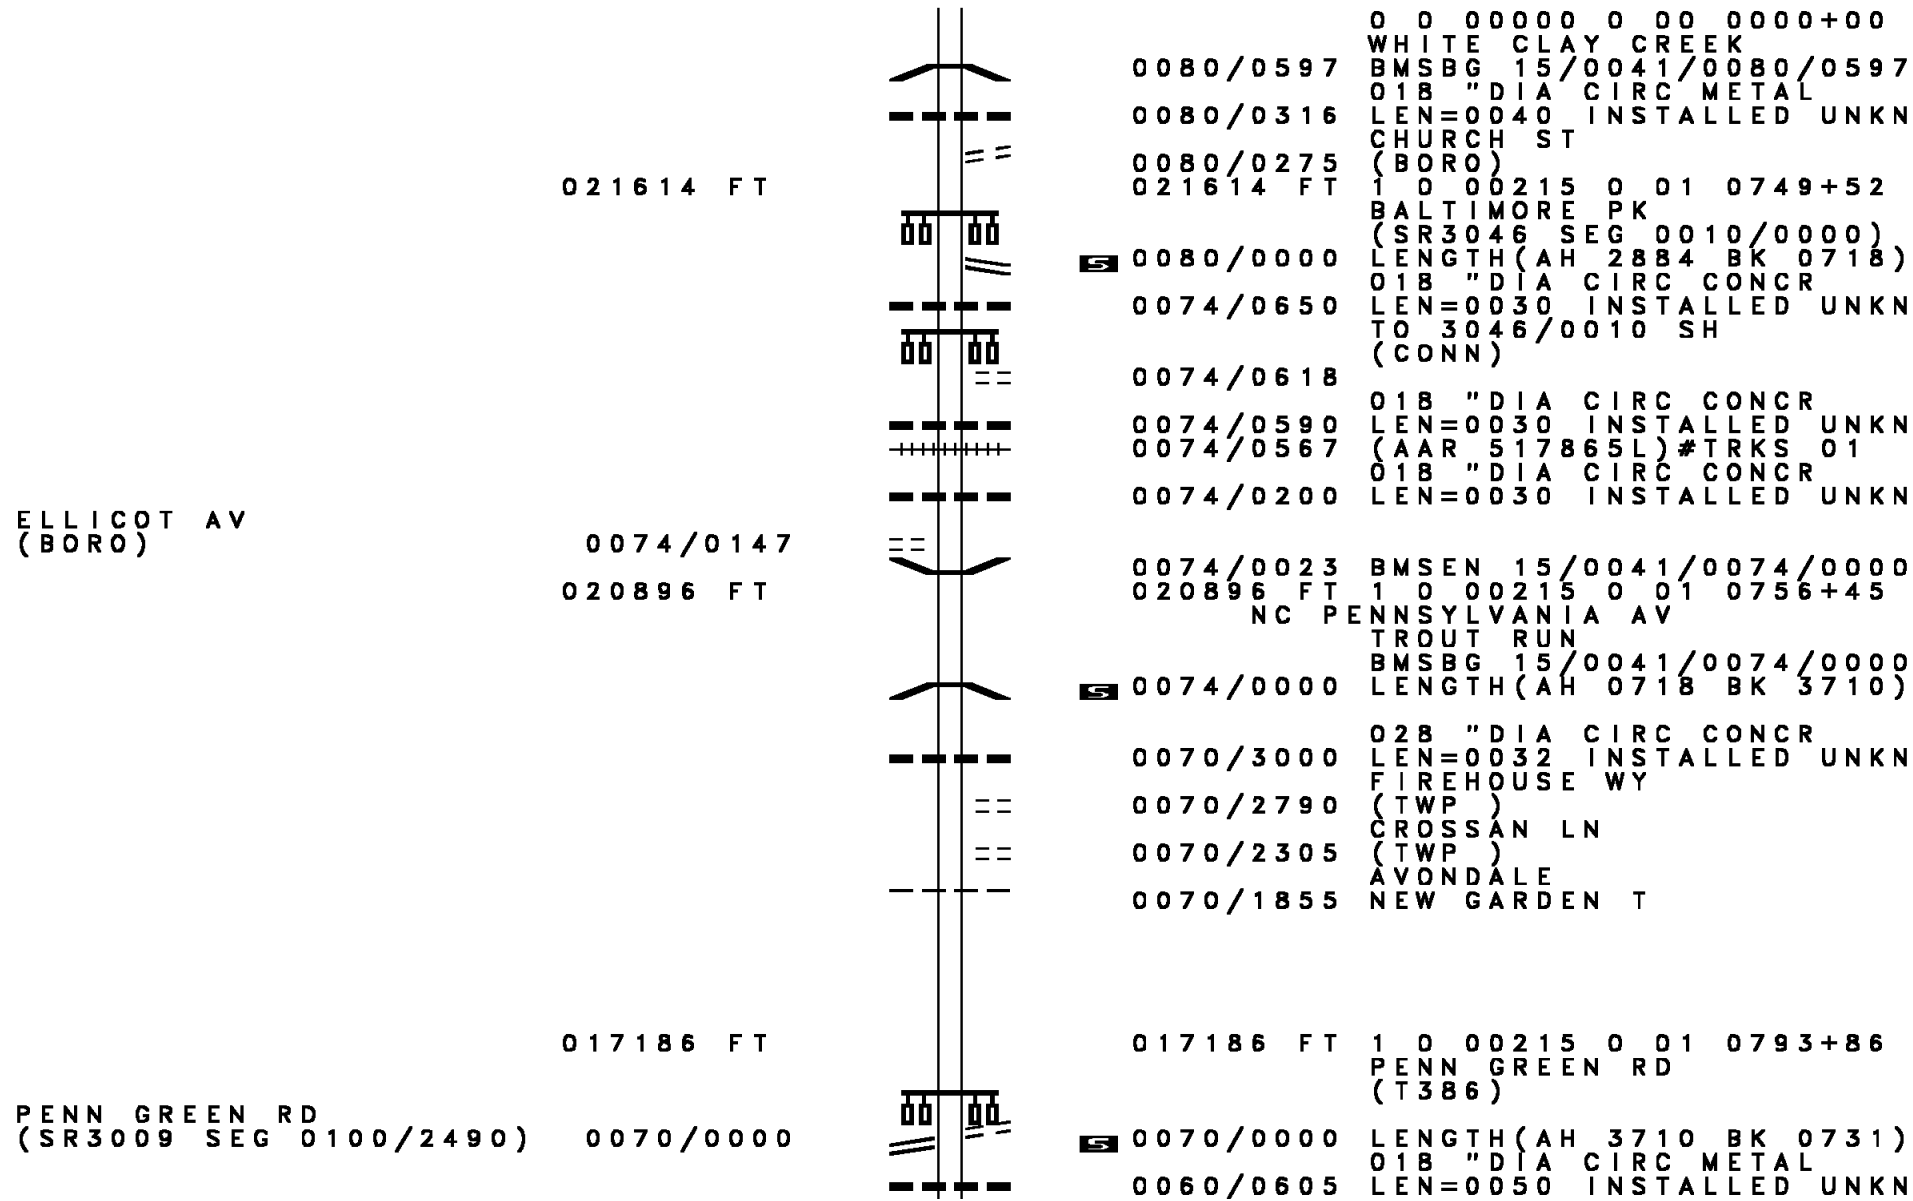 0 0 00000 0 00 0000+00
WHITE CLAY CREEK
0080/0597 BMSBG 15/0041/0080/0597
018 "DIA CIRC METAL
0080/0316 LEN=0040 INSTALLED UNKN
CHURCH ST
0080/0275 (BORO)
021614 FT 021614 FT 1 0 00215 0 01 0749+52
BALTIMORE PK
(SR3046 SEG 0010/0000)
S 0080/0000 LENGTH(AH 2884 BK 0718)
018 "DIA CIRC CONCR
0074/0650 LEN=0030 INSTALLED UNKN
TO 3046/0010 SH
(CONN)
0074/0618
018 "DIA CIRC CONCR
0074/0590 LEN=0030 INSTALLED UNKN
0074/0567 (AAR 517865L)#TRKS 01
018 "DIA CIRC CONCR
0074/0200 LEN=0030 INSTALLED UNKN
ELLICOT AV
(BORO) 0074/0147
0074/0023 BMSEN 15/0041/0074/0000
020896 FT 020896 FT 1 0 00215 0 01 0756+45
NC PENNSYLVANIA AV
TROUT RUN
BMSBG 15/0041/0074/0000
S 0074/0000 LENGTH(AH 0718 BK 3710)
028 "DIA CIRC CONCR
0070/3000 LEN=0032 INSTALLED UNKN
FIREHOUSE WY
0070/2790 (TWP )
CROSSAN LN
0070/2305 (TWP )
AVONDALE
0070/1855 NEW GARDEN T
017186 FT 017186 FT 1 0 00215 0 01 0793+86
PENN GREEN RD
(T386)
PENN GREEN RD
(SR3009 SEG 0100/2490) 0070/0000 S 0070/0000 LENGTH(AH 3710 BK 0731)
018 "DIA CIRC METAL
0060/0605 LEN=0050 INSTALLED UNKN